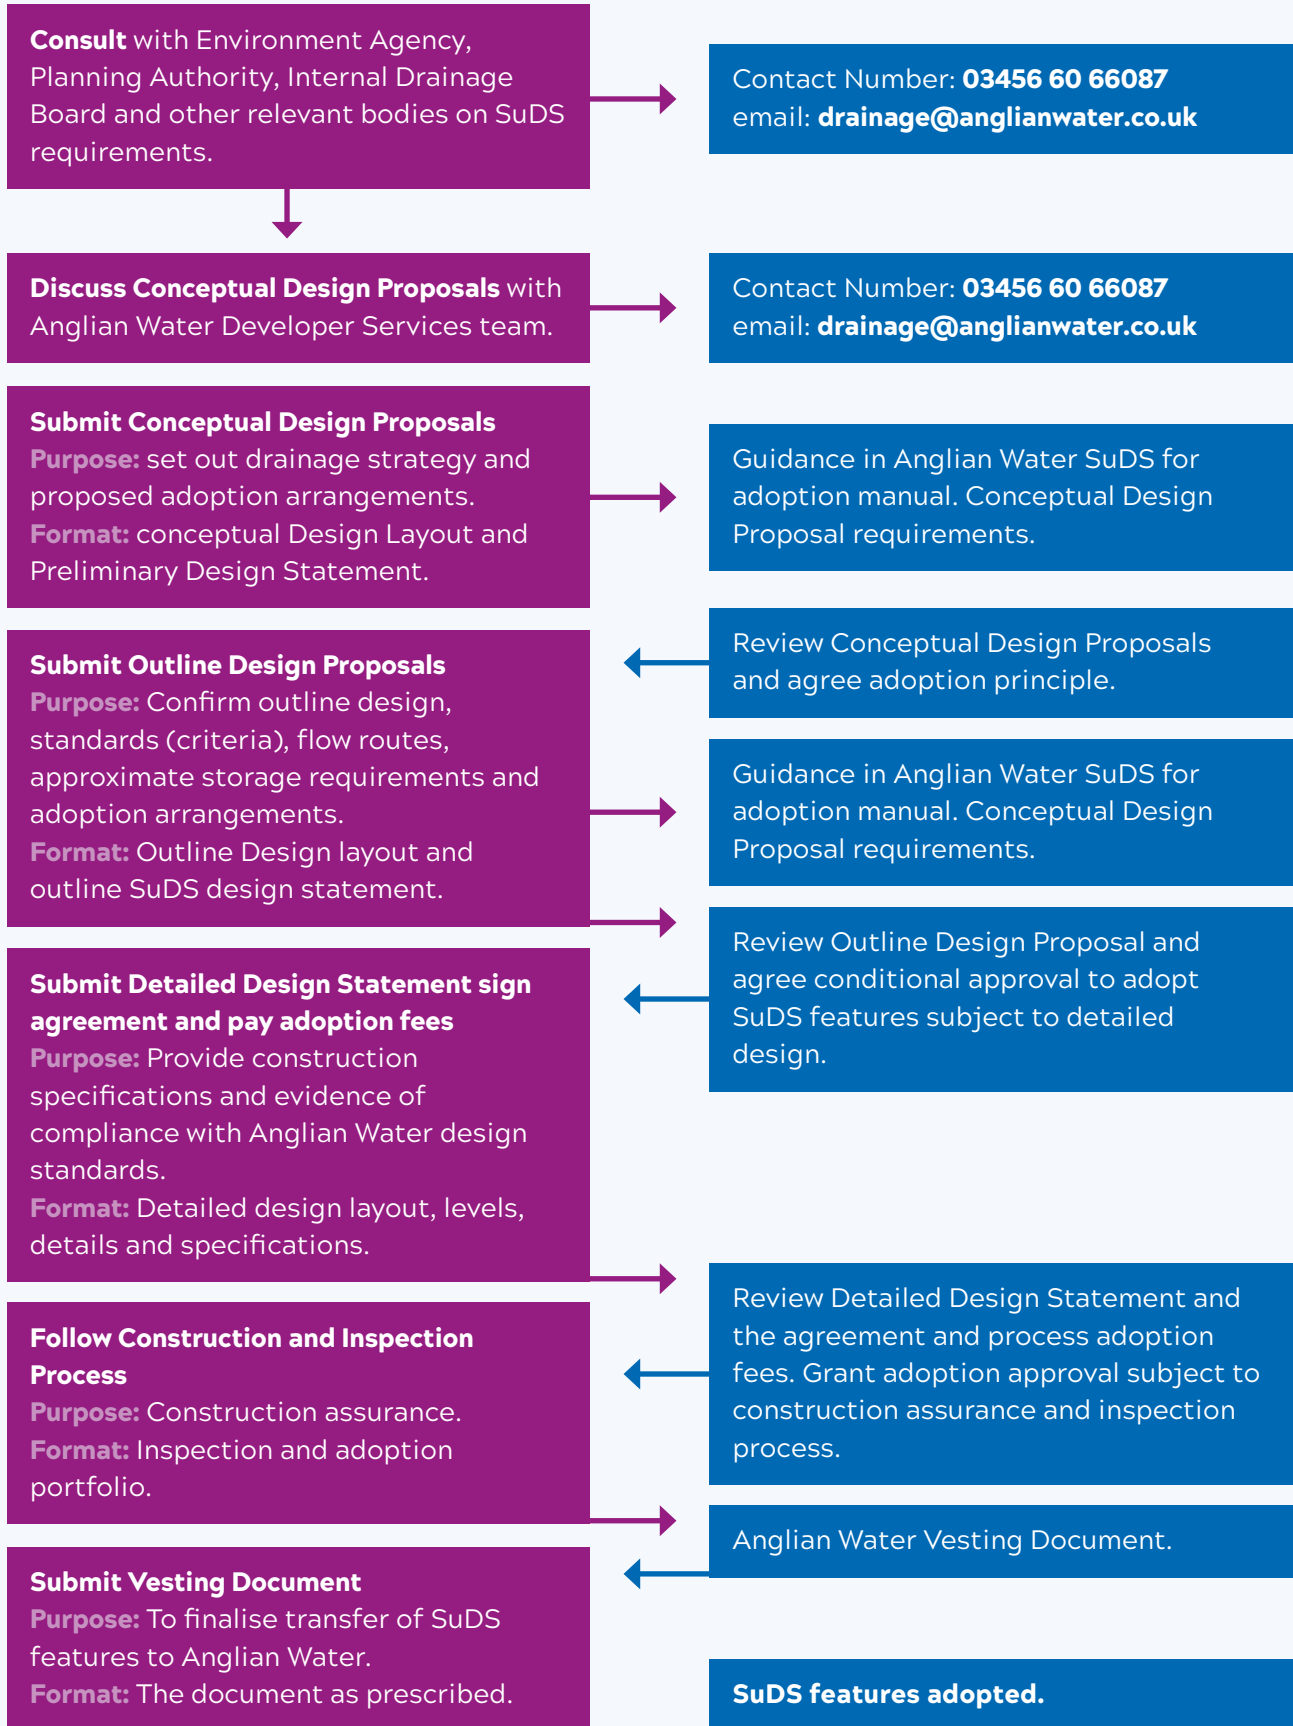 Consult with Environment Agency,
Planning Authority, Internal Drainage
Board and other relevant bodies on SuDS
requirements.
Contact Number: 03456 60 66087
email: drainage@anglianwater.co.uk
Discuss Conceptual Design Proposals with
Anglian Water Developer Services team.
Contact Number: 03456 60 66087
email: drainage@anglianwater.co.uk
Submit Conceptual Design Proposals
Purpose: set out drainage strategy and
proposed adoption arrangements.
Format: conceptual Design Layout and
Preliminary Design Statement.
Guidance in Anglian Water SuDS for
adoption manual. Conceptual Design
Proposal requirements.
Review Conceptual Design Proposals
and agree adoption principle.
Submit Outline Design Proposals
Purpose: Confirm outline design,
standards (criteria), flow routes,
approximate storage requirements and
adoption arrangements.
Format: Outline Design layout and
outline SuDS design statement.
Guidance in Anglian Water SuDS for
adoption manual. Conceptual Design
Proposal requirements.
Review Outline Design Proposal and
agree conditional approval to adopt
SuDS features subject to detailed
design.
Submit Detailed Design Statement sign
agreement and pay adoption fees
Purpose: Provide construction
specifications and evidence of
compliance with Anglian Water design
standards.
Format: Detailed design layout, levels,
details and specifications.
Review Detailed Design Statement and
the agreement and process adoption
fees. Grant adoption approval subject to
construction assurance and inspection
process.
Follow Construction and Inspection
Process
Purpose: Construction assurance.
Format: Inspection and adoption
portfolio.
Anglian Water Vesting Document.
Submit Vesting Document
Purpose: To finalise transfer of SuDS
features to Anglian Water.
Format: The document as prescribed.
SuDS features adopted.